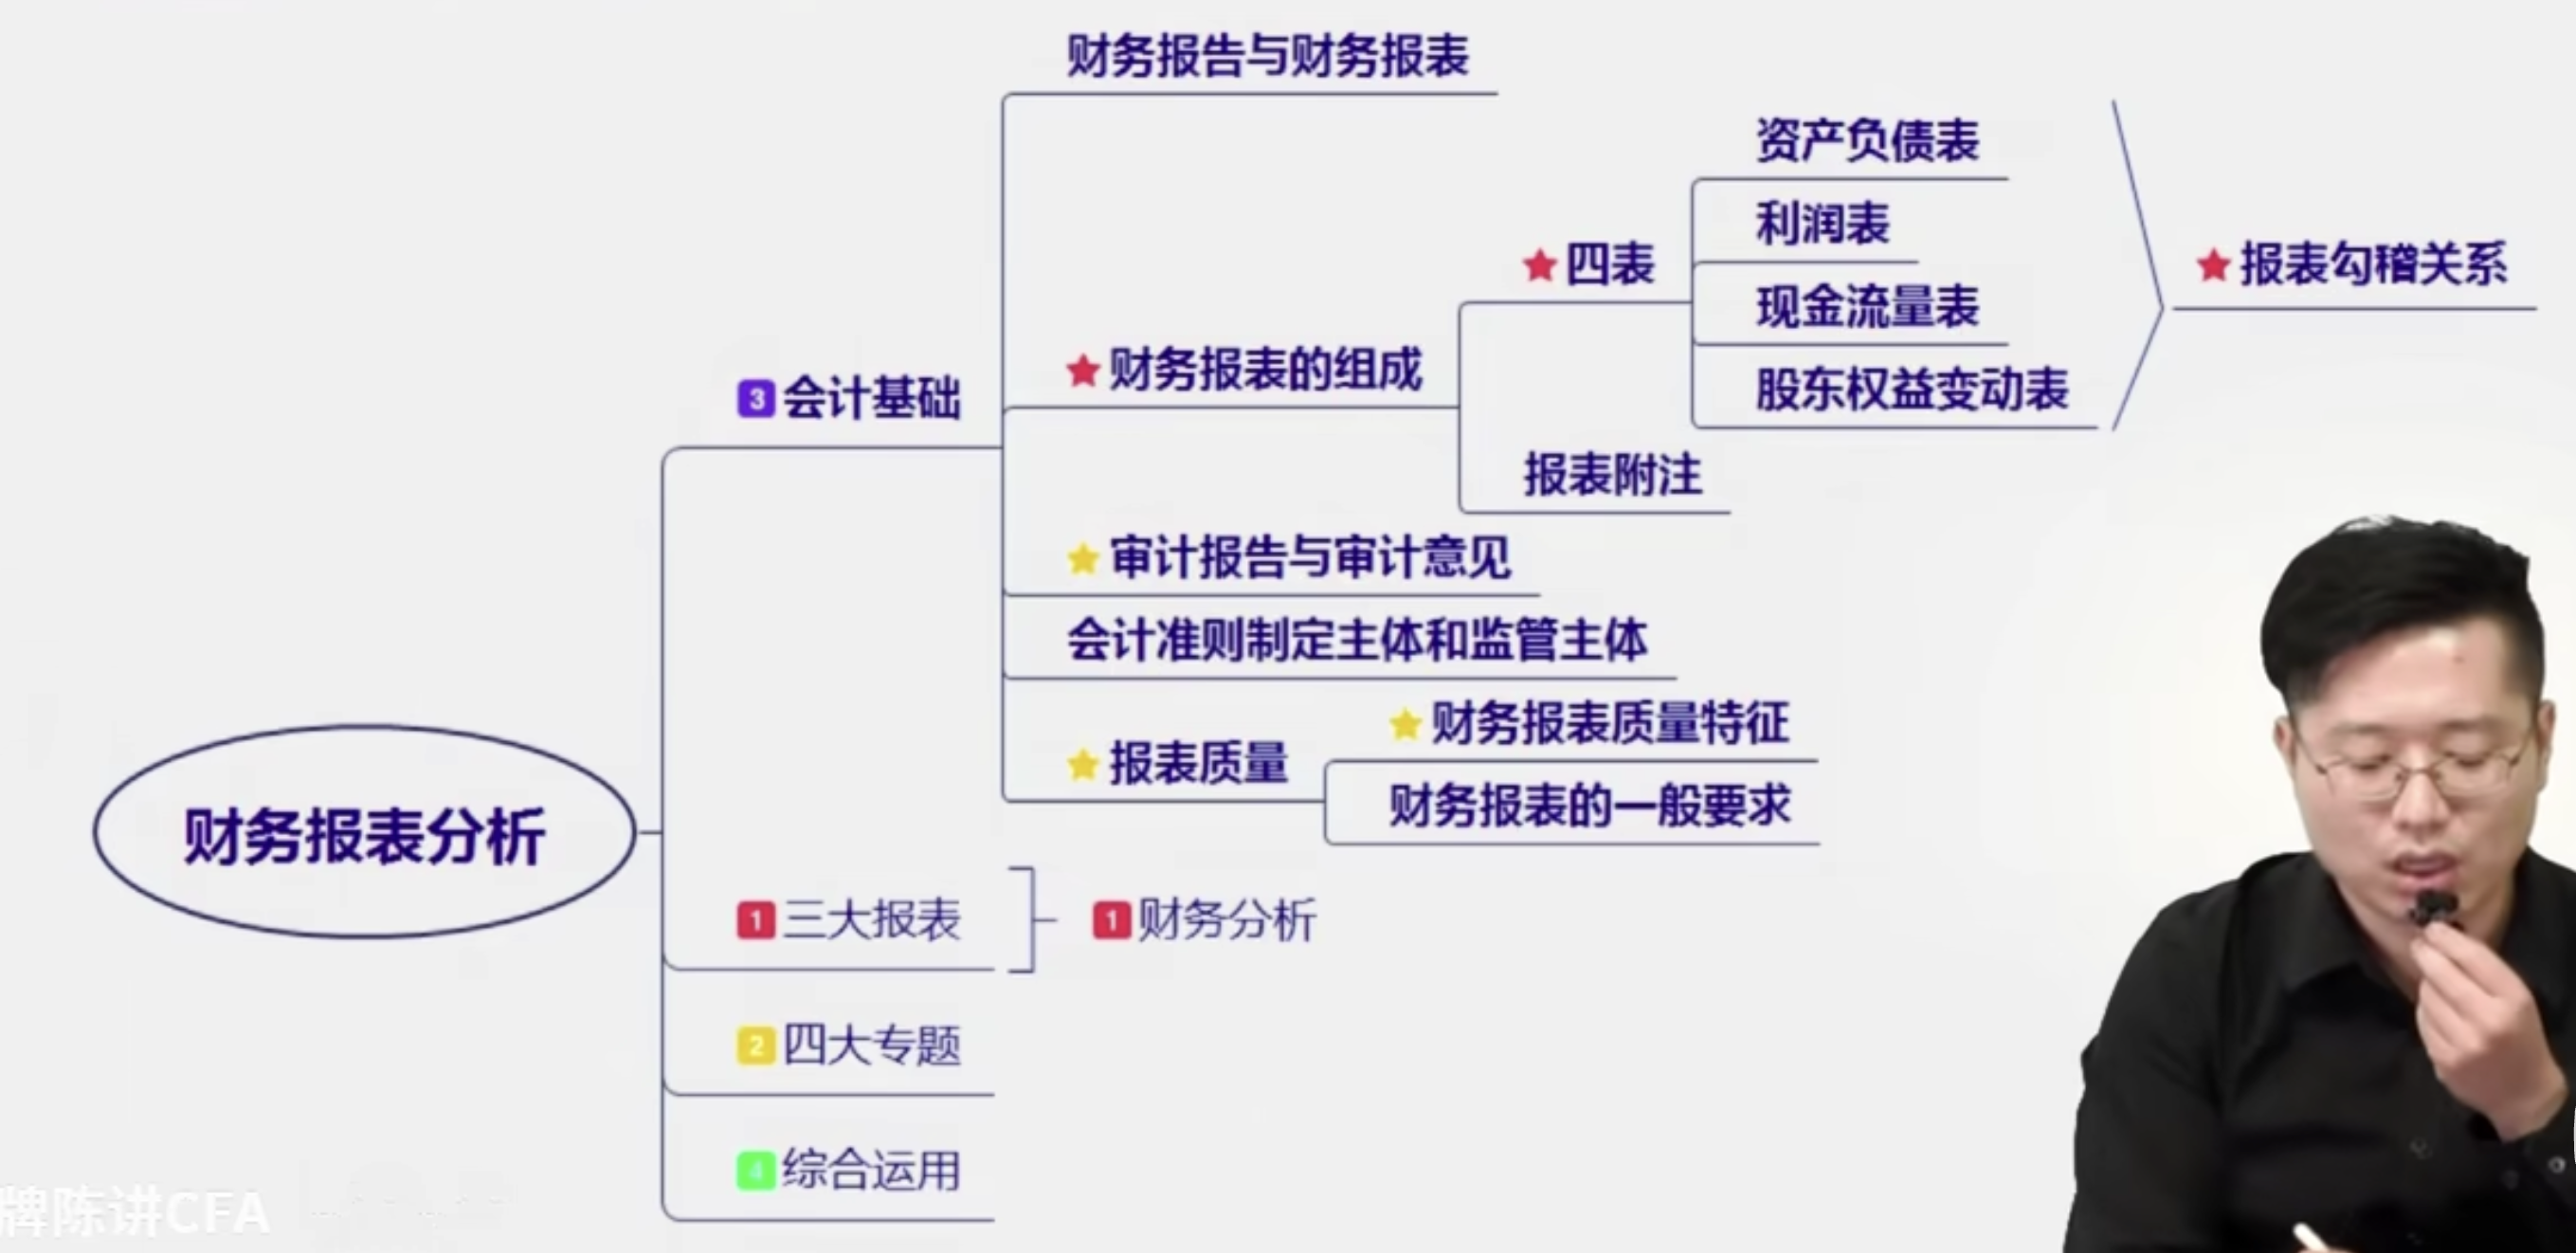 财务报告与财务报表
资产负债表
利润表
★四表
★报表勾稽关系
现金流量表
★财务报表的组成
3 会计基础
股东权益变动表
报表附注
★审计报告与审计意见
会计准则制定主体和监管主体
★财务报表质量特征
★报表质量
财务报表的一般要求
财务报表分析
1 三大报表
1 财务分析
2 四大专题
4 综合运用
牌陈讲CFA